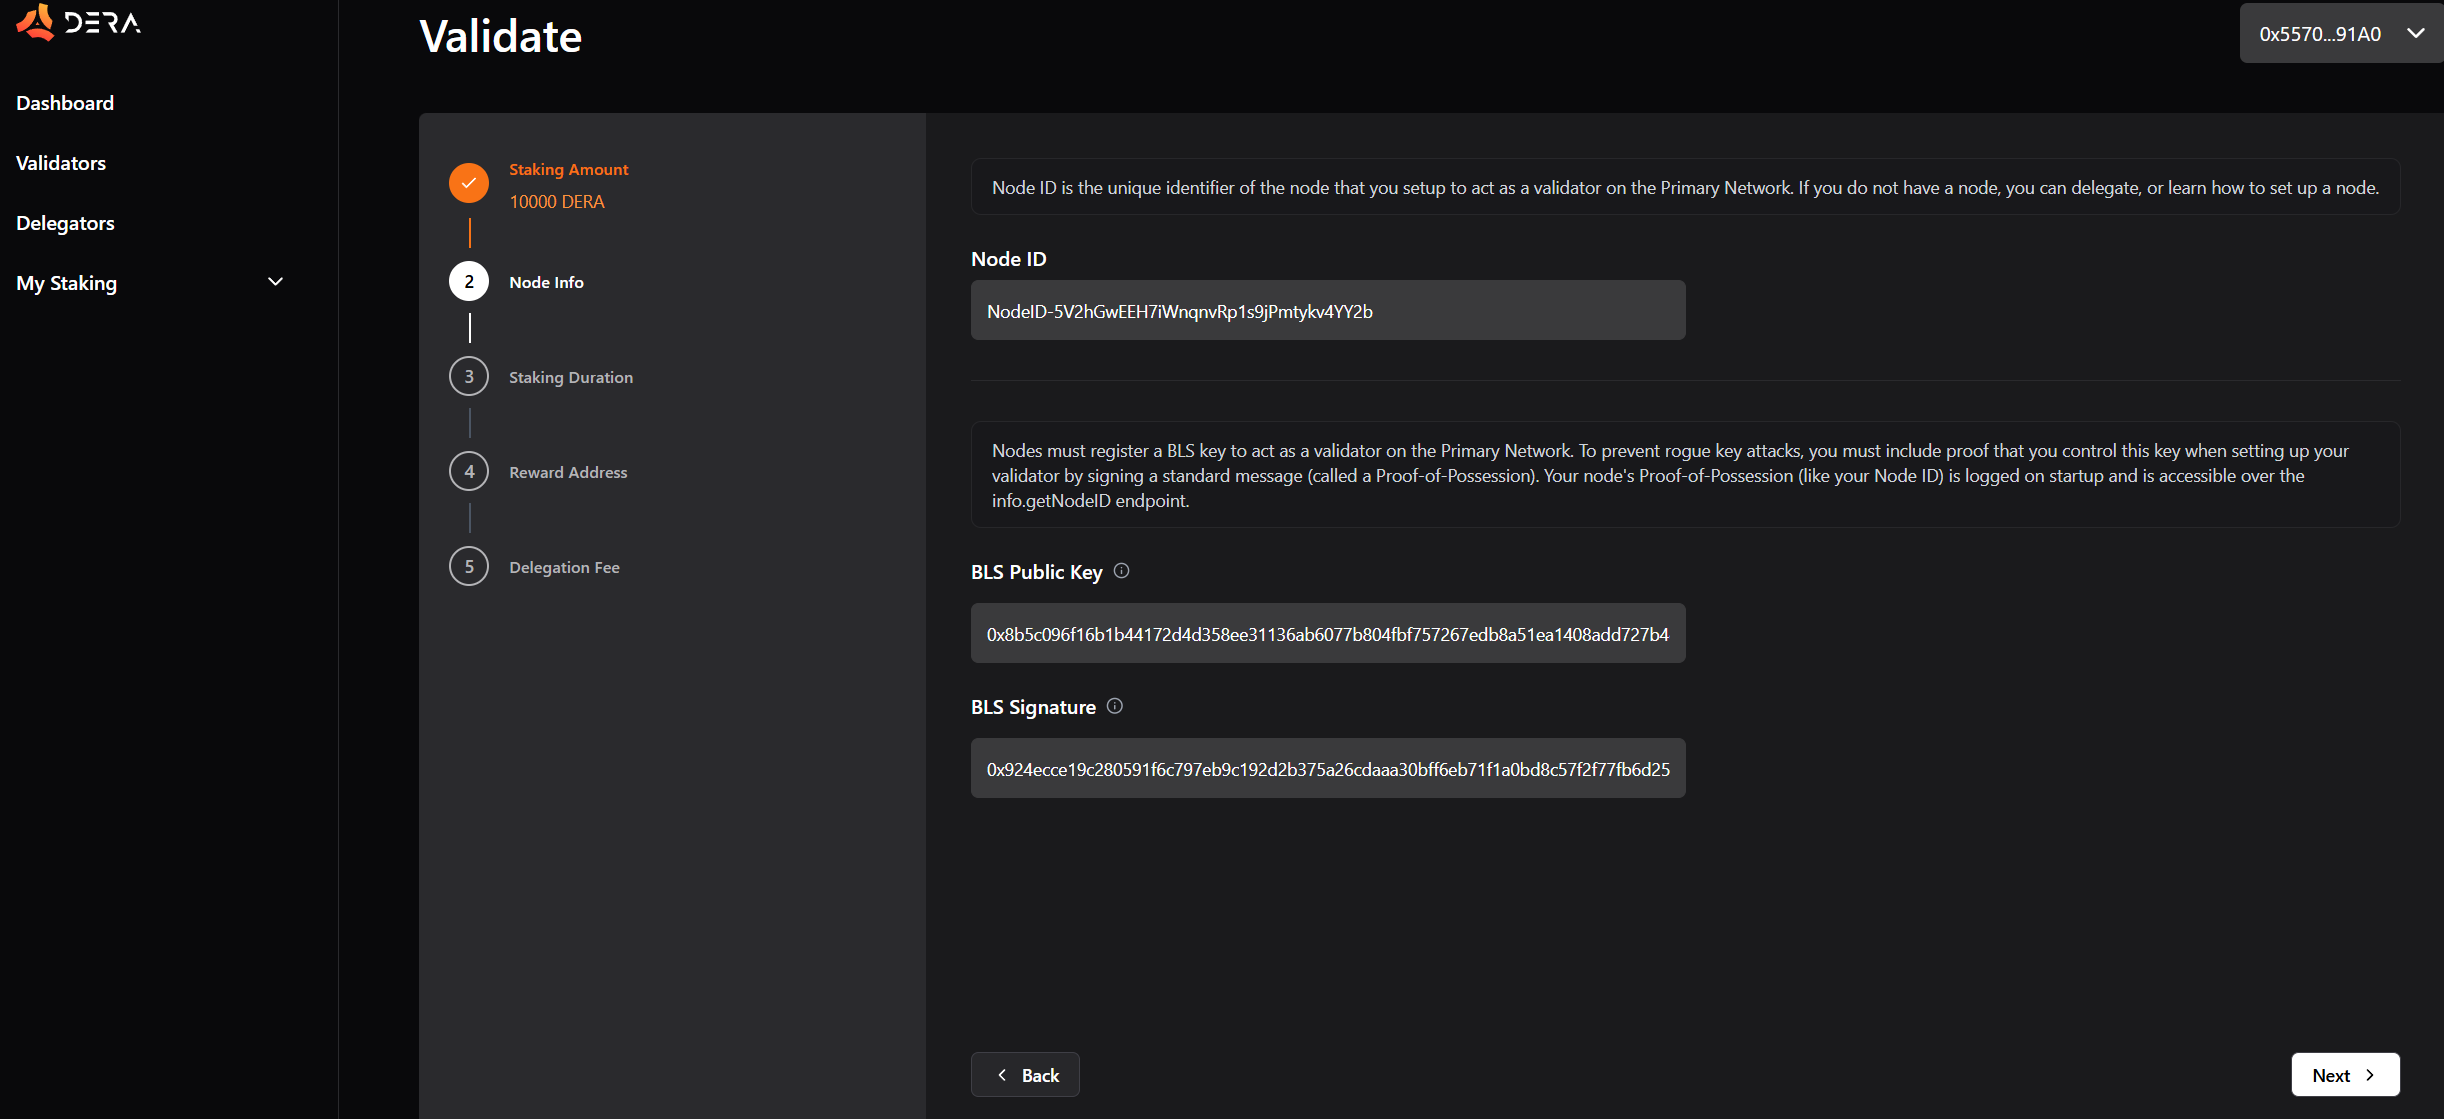 DERA
Validate
0x5570...91A0
Dashboard
Validators
Delegators
My Staking
Staking Amount
10000 DERA
2
Node Info
3
Staking Duration
4
Reward Address
5
Delegation Fee
Node ID is the unique identifier of the node that you setup to act as a validator on the Primary Network. If you do not have a node, you can delegate, or learn how to set up a node.
Node ID
NodeID-5V2hGwEEH7iWnqnvRp1s9jPmtykv4YY2b
Nodes must register a BLS key to act as a validator on the Primary Network. To prevent rogue key attacks, you must include proof that you control this key when setting up your
validator by signing a standard message (called a Proof-of-Possession). Your node's Proof-of-Possession (like your Node ID) is logged on startup and is accessible over the
info.getNodeID endpoint.
BLS Public Key
0x8b5c096f16b1b44172d4d358ee31136ab6077b804fbf757267edb8a51ea1408add727b4
BLS Signature
0x924ecce19c280591f6c797eb9c192d2b375a26cdaaa30bff6eb71f1a0bd8c57f2f77fb6d25
Back
Next